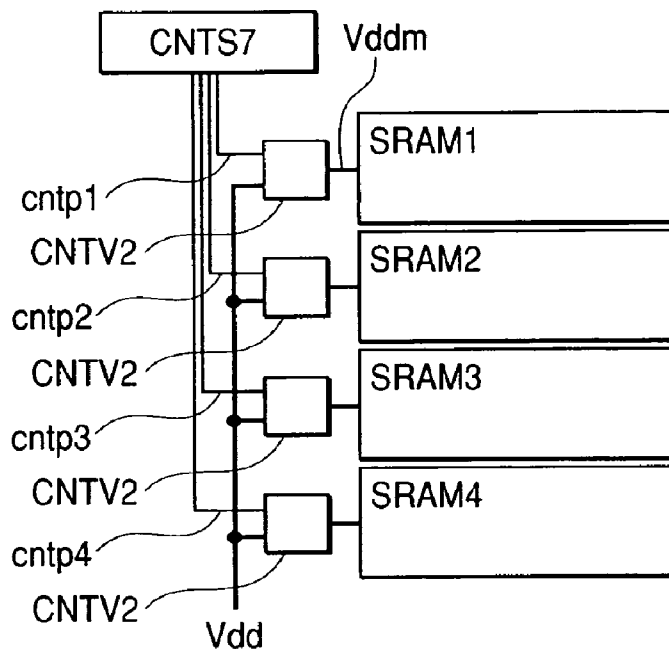 CNTS7
Vddm
SRAM1
cntp1
CNTV2
SRAM2
cntp2
CNTV2
SRAM3
cntp3
CNTV2
SRAM4
cntp4
CNTV2
Vdd